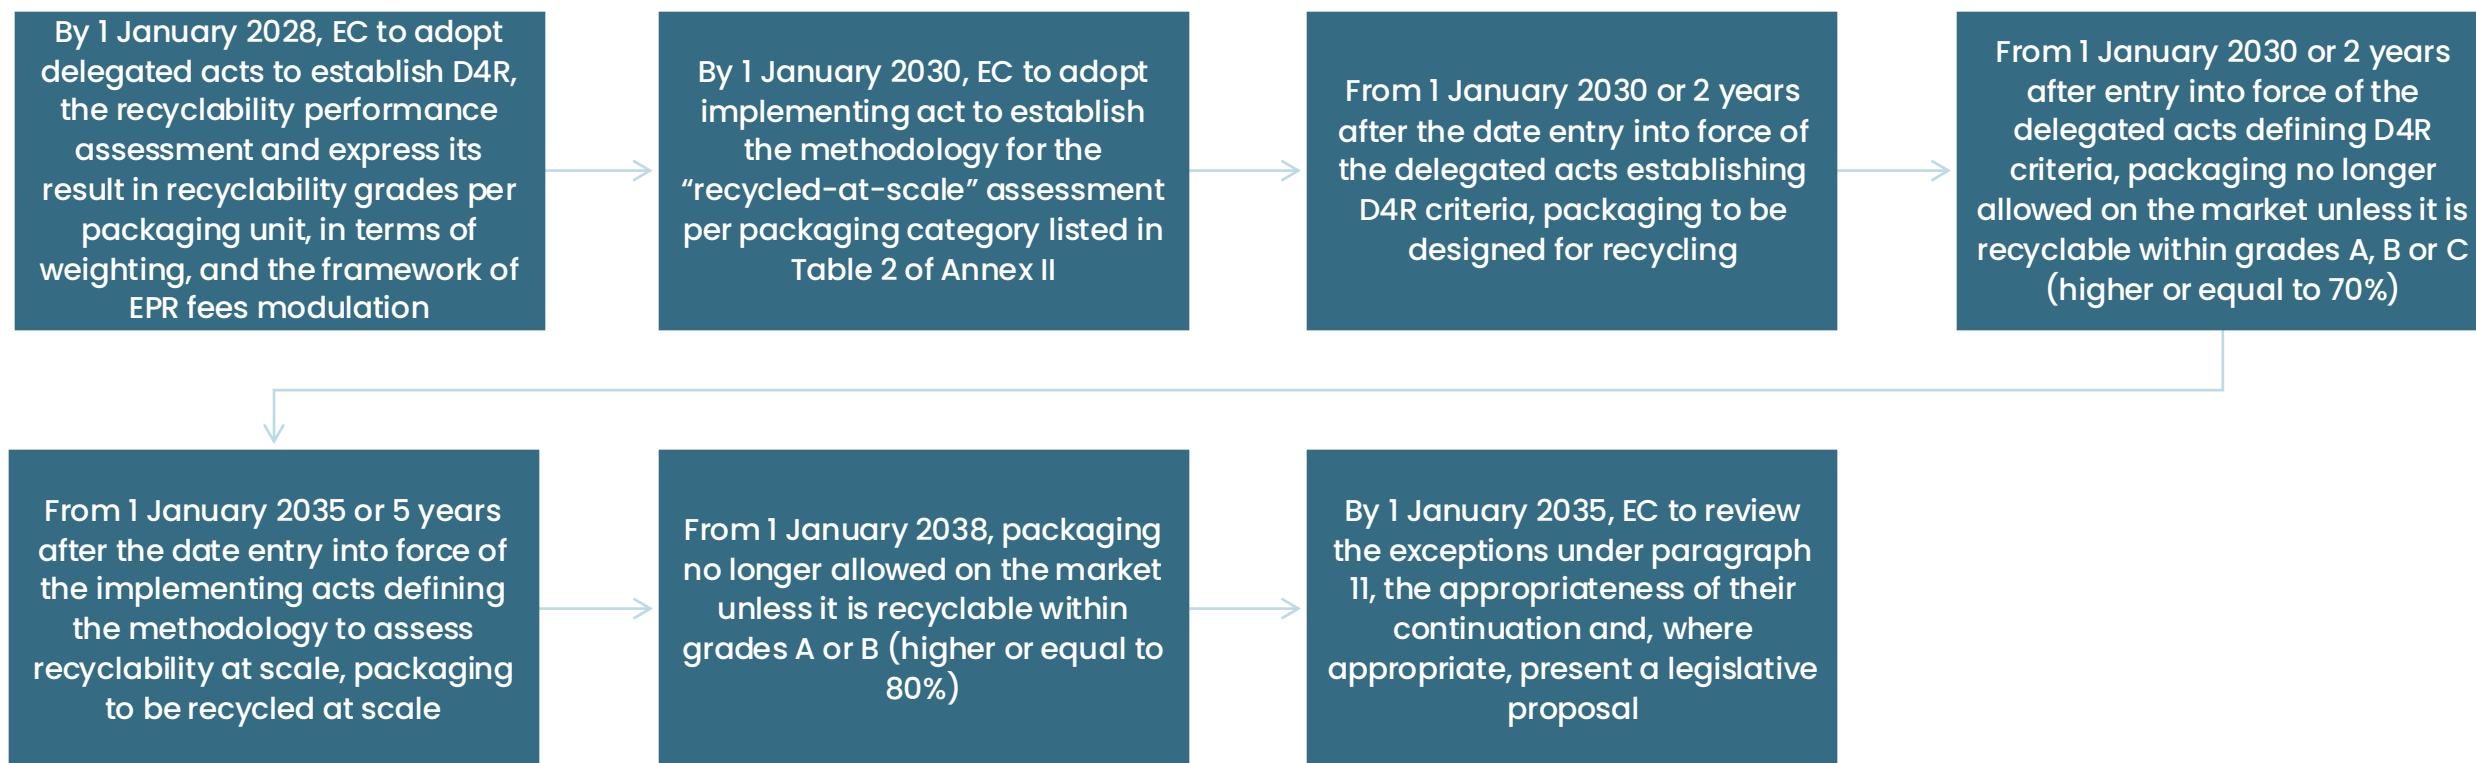 By 1 January 2028, EC to adopt
delegated acts to establish D4R,
the recyclability performance
assessment and express its
result in recyclability grades per
packaging unit, in terms of
weighting, and the framework of
EPR fees modulation
By 1 January 2030, EC to adopt
implementing act to establish
the methodology for the
“recycled-at-scale” assessment
per packaging category listed in
Table 2 of Annex II
From 1 January 2030 or 2 years
after the date entry into force of
the delegated acts establishing
D4R criteria, packaging to be
designed for recycling
From 1 January 2030 or 2 years
after entry into force of the
delegated acts defining D4R
criteria, packaging no longer
allowed on the market unless it is
recyclable within grades A, B or C
(higher or equal to 70%)
From 1 January 2035 or 5 years
after the date entry into force of
the implementing acts defining
the methodology to assess
recyclability at scale, packaging
to be recycled at scale
From 1 January 2038, packaging
no longer allowed on the market
unless it is recyclable within
grades A or B (higher or equal to
80%)
By 1 January 2035, EC to review
the exceptions under paragraph
11, the appropriateness of their
continuation and, where
appropriate, present a legislative
proposal